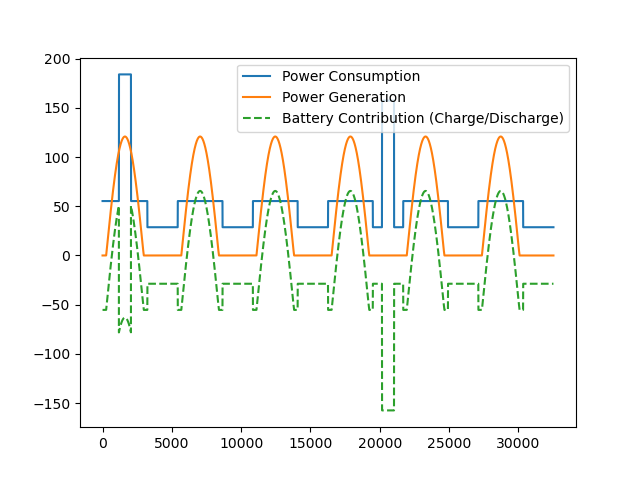 200
150
100
50
0
−50
−100
−150
Power Consumption
Power Generation
Battery Contribution (Charge/Discharge)
0 5000 10000 15000 20000 25000 30000